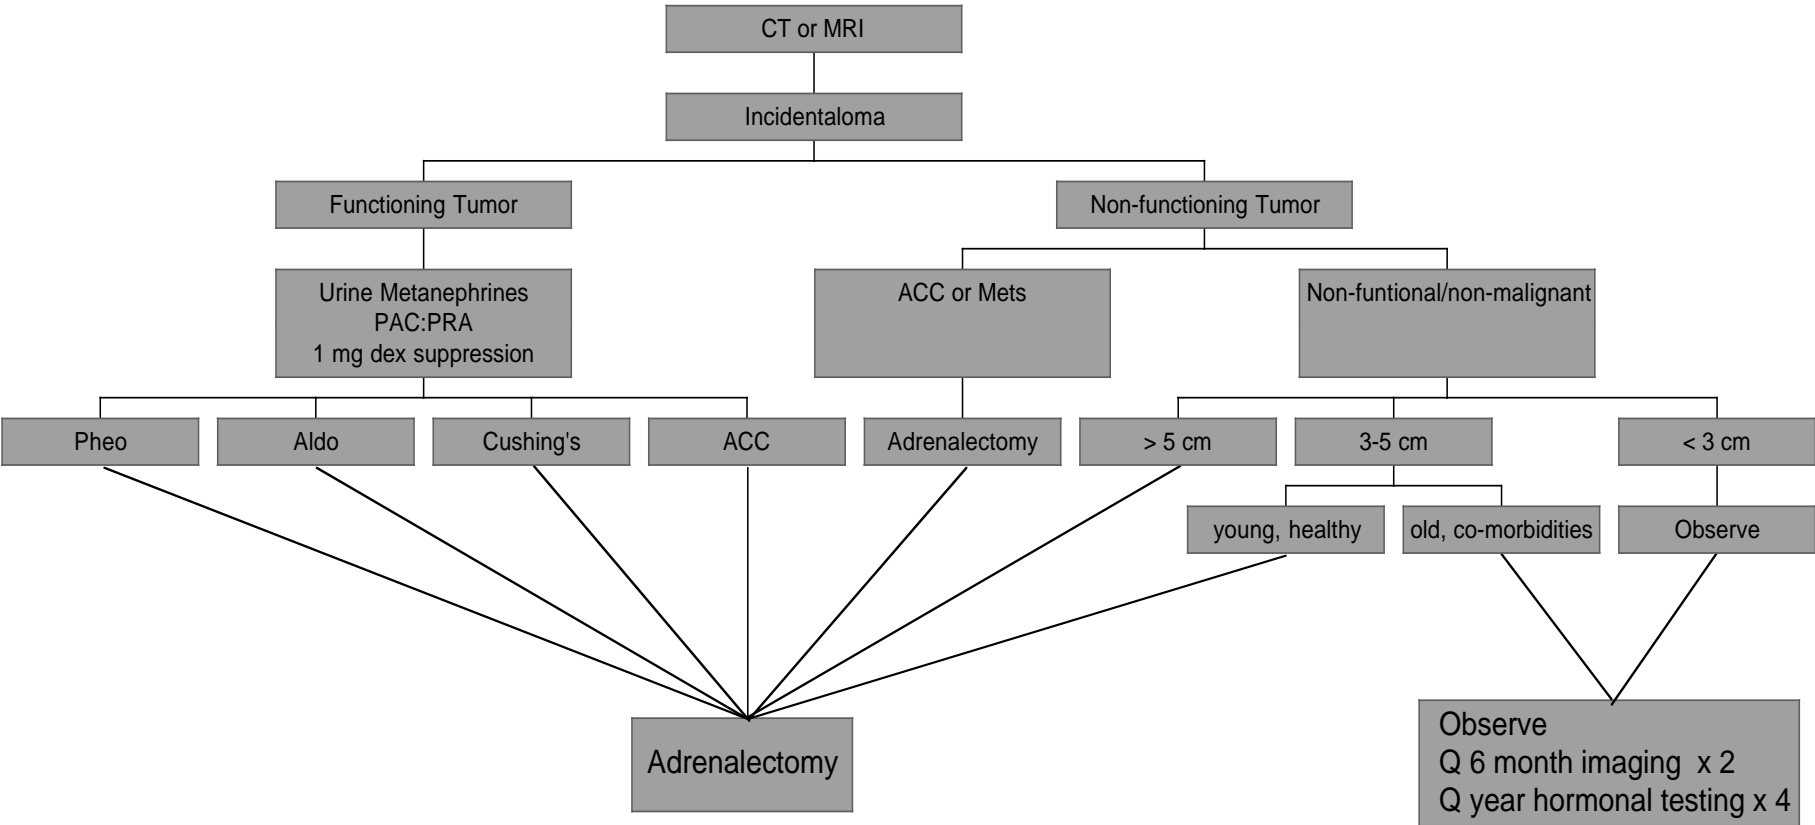 CT or MRI
Incidentaloma
Functioning Tumor
Non-functioning Tumor
Urine Metanephrines
PAC:PRA
1 mg dex suppression
ACC or Mets
Non-funtional/non-malignant
Pheo
Aldo
Cushing's
ACC
Adrenalectomy
> 5 cm
3-5 cm
< 3 cm
young, healthy
old, co-morbidities
Observe
Adrenalectomy
Observe
Q 6 month imaging x 2
Q year hormonal testing x 4